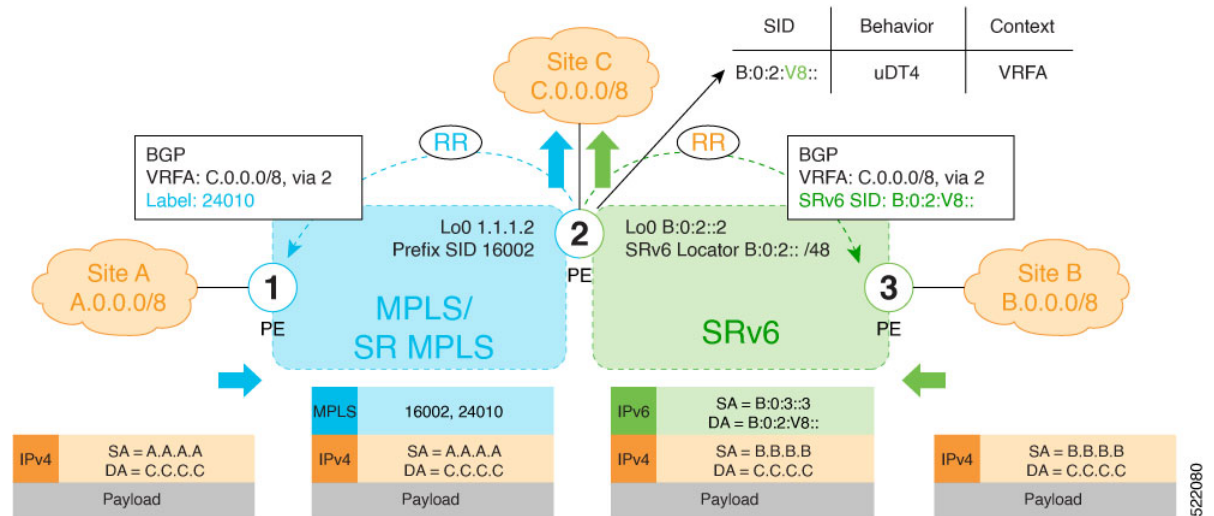 SID Behavior Context
B:0:2:V8:: uDT4 VRFA
Site C
C.0.0.0/8
RR
RR
BGP
VRFA: C.0.0.0/8, via 2
Label: 24010
BGP
VRFA: C.0.0.0/8, via 2
SRv6 SID: B:0:2:V8::
Lo0 1.1.1.2
Prefix SID 16002
2
PE
Lo0 B:0:2::2
SRv6 Locator B:0:2:: /48
Site A
A.0.0.0/8
1
PE
MPLS/
SR MPLS
SRv6
3
PE
Site B
B.0.0.0/8
MPLS 16002, 24010
IPv6 SA = B:0:3::3
DA = B:0:2:V8::
IPv4 SA = A.A.A.A
DA = C.C.C.C
Payload
IPv4 SA = A.A.A.A
DA = C.C.C.C
Payload
IPv4 SA = B.B.B.B
DA = C.C.C.C
Payload
IPv4 SA = B.B.B.B
DA = C.C.C.C
Payload
522080